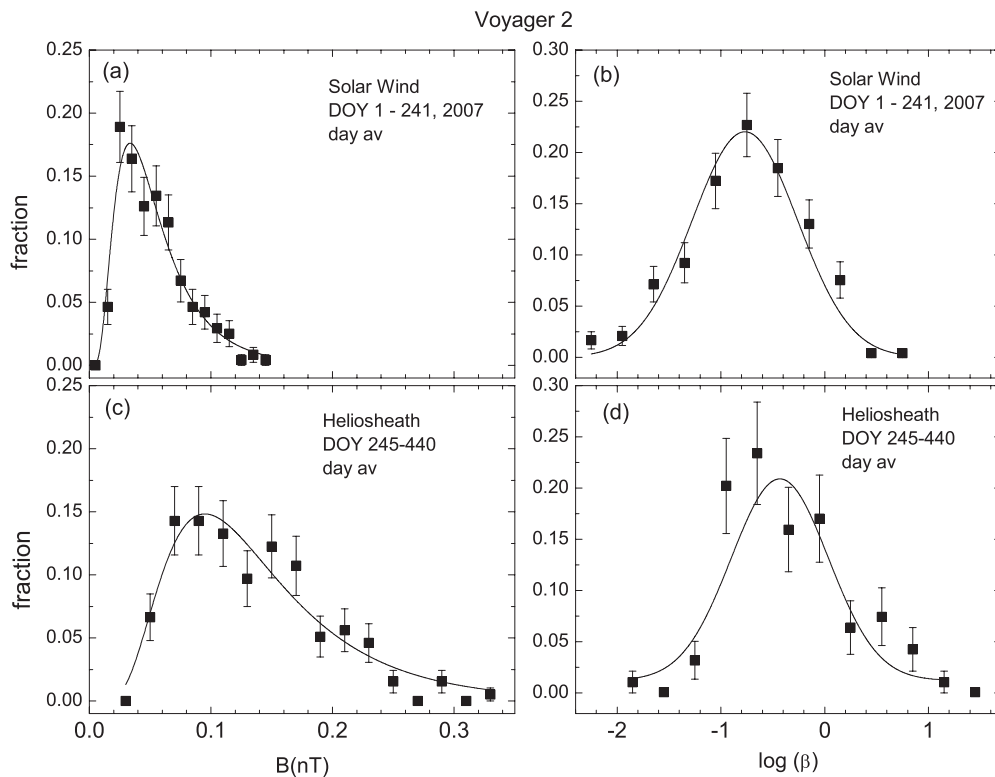 Voyager 2
(a)
Solar Wind
DOY 1 - 241, 2007
day av
fraction
0.25
0.20
0.15
0.10
0.05
0.00
(b)
Solar Wind
DOY 1 - 241, 2007
day av
0.30
0.25
0.20
0.15
0.10
0.05
0.00
(c)
Heliosheath
DOY 245-440
day av
fraction
0.25
0.20
0.15
0.10
0.05
0.00
0.0 0.1 0.2 0.3
B(nT)
(d)
Heliosheath
DOY 245-440
day av
0.30
0.25
0.20
0.15
0.10
0.05
0.00
-2 -1 0 1
log (β)